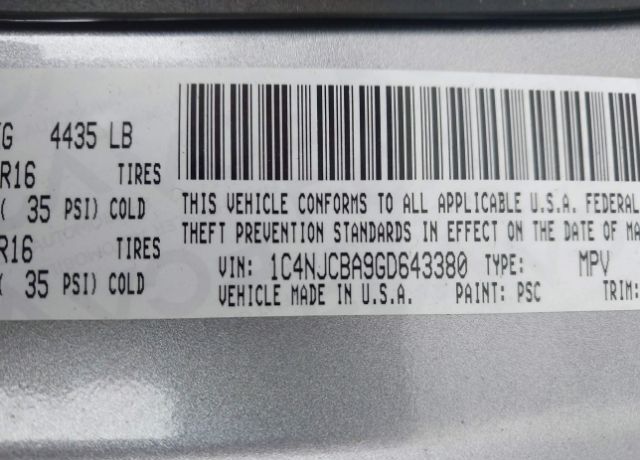 4435 LB
R16 TIRES
( 35 PSI) COLD
R16 TIRES
35 PSI) COLD
THIS VEHICLE CONFORMS TO ALL APPLICABLE U.S.A. FEDERAL
THEFT PREVENTION STANDARDS IN EFFECT ON THE DATE OF MA
VIN: 1C4NJCBA9GD643380 TYPE: MPV
VEHICLE MADE IN U.S.A. PAINT: PSC TRIM: